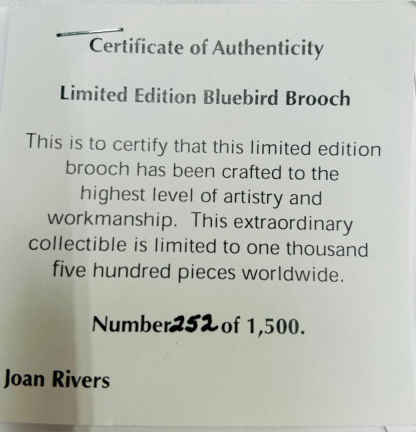 Certificate of Authenticity
Limited Edition Bluebird Brooch
This is to certify that this limited edition
brooch has been crafted to the
highest level of artistry and
workmanship. This extraordinary
collectible is limited to one thousand
five hundred pieces worldwide.
Number 252 of 1,500.
Joan Rivers